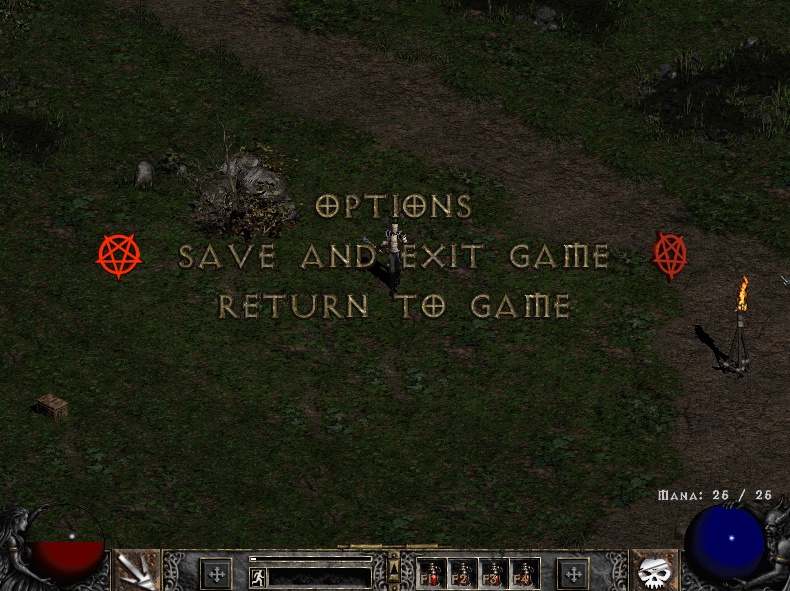 OPTIONS
SAVE AND EXIT GAME
RETURN TO GAME
MANA: 26 / 26
F1 F2 F3 F4